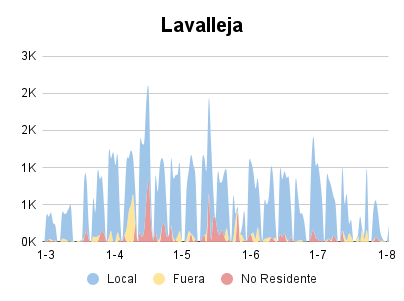 Lavalleja
3K
2K
2K
1K
1K
0K
1-3 1-4 1-5 1-6 1-7 1-8
Local Fuera No Residente